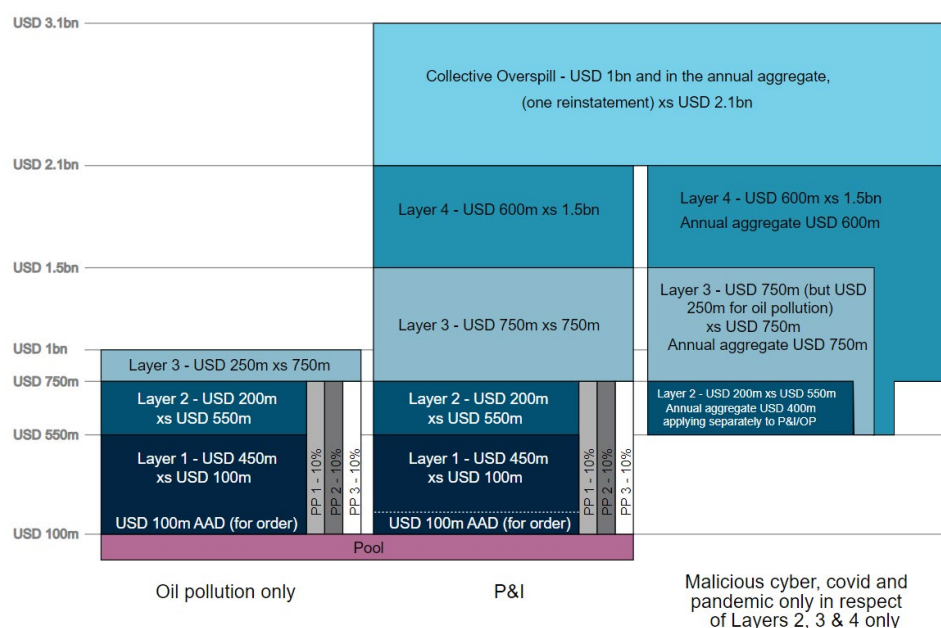 USD 3.1bn
Collective Overspill - USD 1bn and in the annual aggregate,
(one reinstatement) xs USD 2.1bn
USD 2.1bn
Layer 4 - USD 600m xs 1.5bn
Layer 4 - USD 600m xs 1.5bn
Annual aggregate USD 600m
USD 1.5bn
Layer 3 - USD 750m xs 750m
Layer 3 - USD 750m (but USD
250m for oil pollution)
xs USD 750m
Annual aggregate USD 750m
USD 1bn
Layer 3 - USD 250m xs 750m
USD 750m
Layer 2 - USD 200m
xs USD 550m
Layer 2 - USD 200m
xs USD 550m
Layer 2 - USD 200m xs USD 550m
Annual aggregate USD 400m
applying separately to P&I/OP
USD 550m
Layer 1 - USD 450m
xs USD 100m
PP 1 - 10%
PP 2 - 10%
PP 3 - 10%
Layer 1 - USD 450m
xs USD 100m
PP 1 - 10%
PP 2 - 10%
PP 3 - 10%
USD 100m AAD (for order)
USD 100m AAD (for order)
USD 100m
Pool
Oil pollution only
P&I
Malicious cyber, covid and
pandemic only in respect
of Layers 2, 3 & 4 only